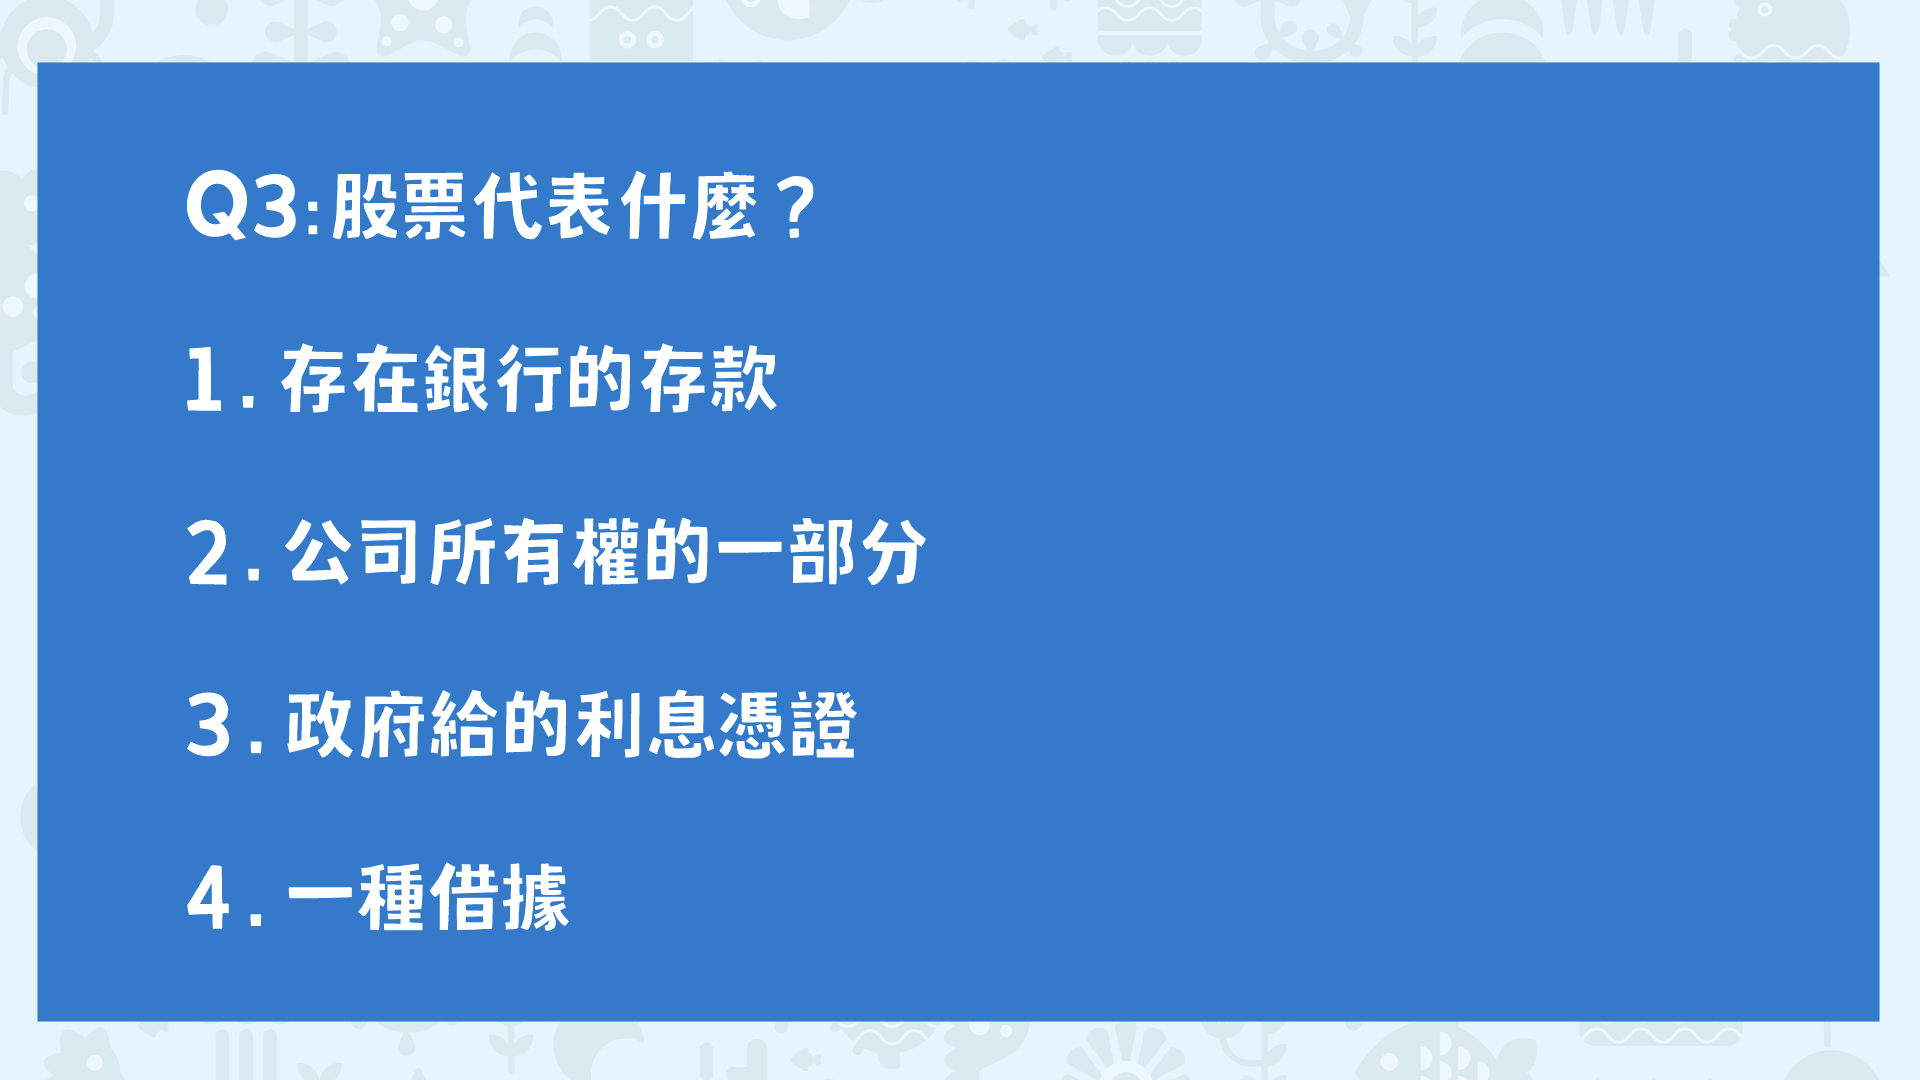 Q3:股票代表什麼？
1. 存在銀行的存款
2. 公司所有權的一部分
3. 政府給的利息憑證
4. 一種借據